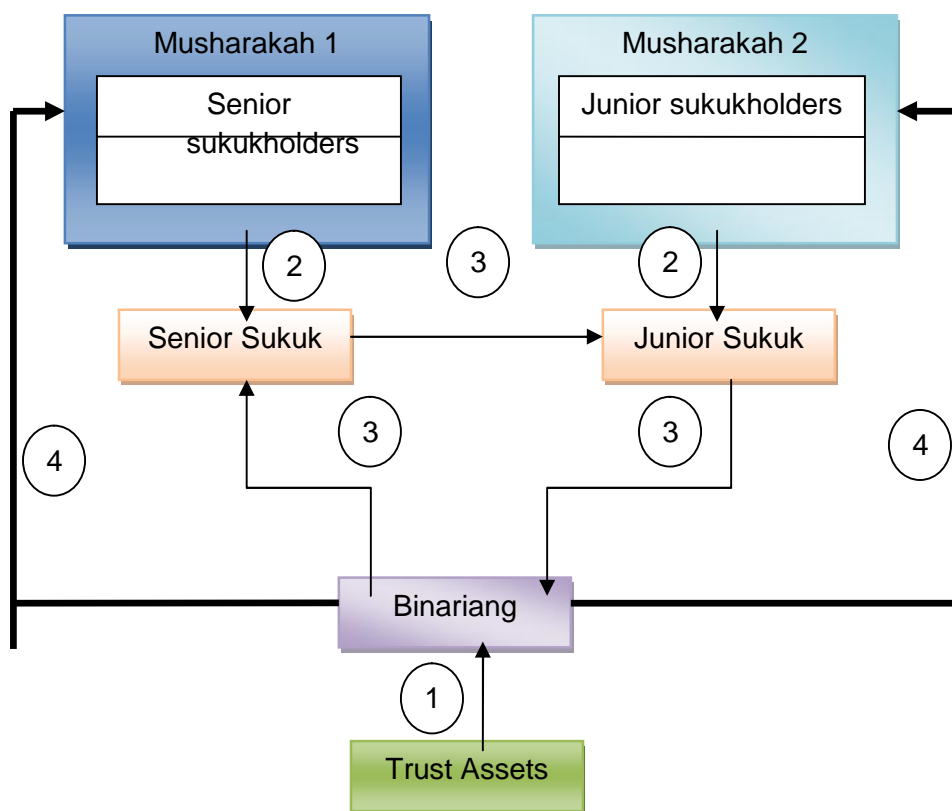 Musharakah 1
Musharakah 2
Senior
sukukholders
Junior sukukholders
2
3
2
Senior Sukuk
Junior Sukuk
3
3
4
4
Binariang
1
Trust Assets